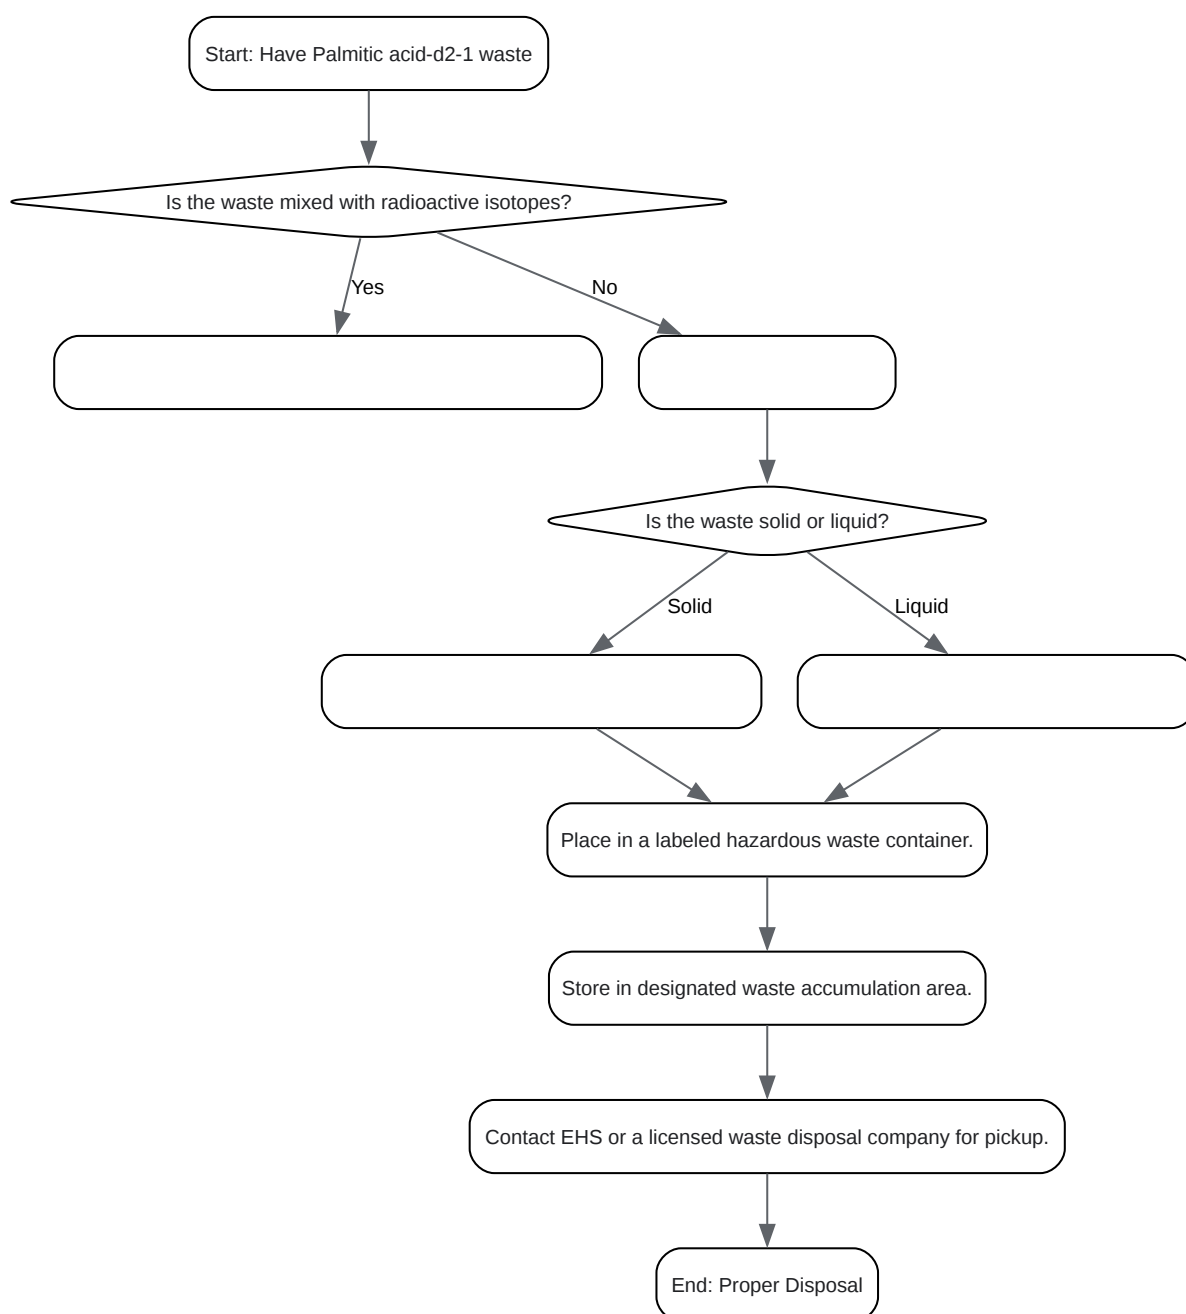 Start: Have Palmitic acid-d2-1 waste
Is the waste mixed with radioactive isotopes?
Yes
No
Is the waste solid or liquid?
Solid
Liquid
Place in a labeled hazardous waste container.
Store in designated waste accumulation area.
Contact EHS or a licensed waste disposal company for pickup.
End: Proper Disposal